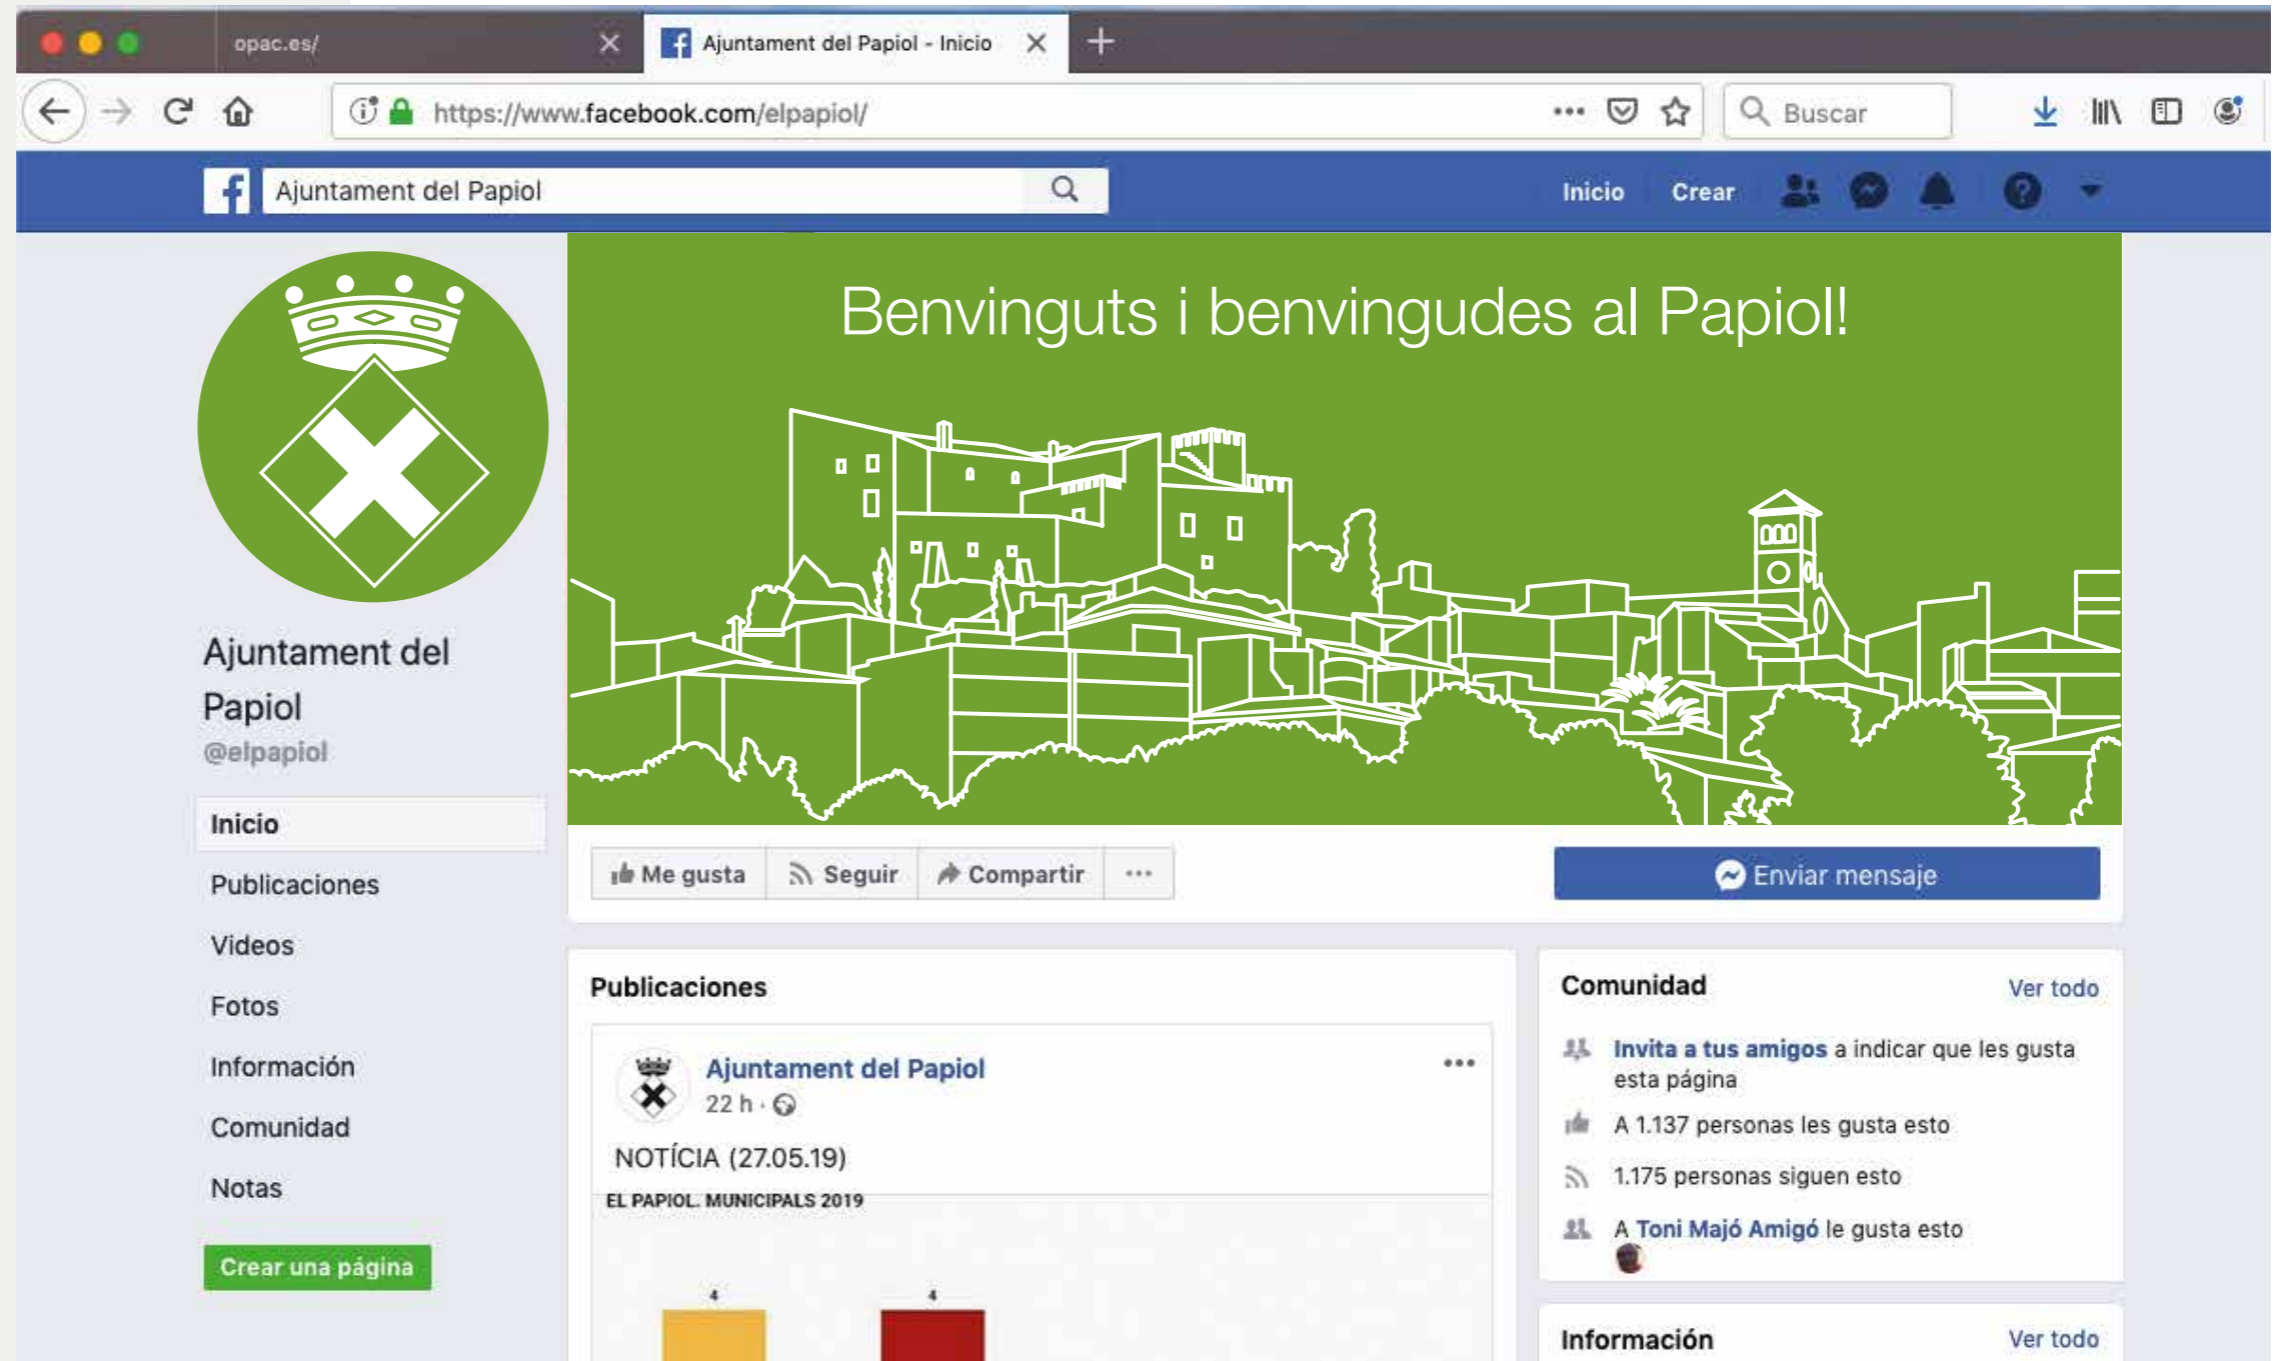 opac.es/
Ajuntament del Papiol - Inicio
https://www.facebook.com/elpapiol/
Buscar
Ajuntament del Papiol
Inicio
Crear
Benvinguts i benvingudes al Papiol!
Ajuntament del
Papiol
@elpapiol
Inicio
Publicaciones
Videos
Fotos
Información
Comunidad
Notas
Crear una página
Me gusta
Seguir
Compartir
Enviar mensaje
Publicaciones
Ajuntament del Papiol
22 h ·
NOTÍCIA (27.05.19)
EL PAPIOL. MUNICIPALS 2019
4
4
Comunidad
Ver todo
Invita a tus amigos a indicar que les gusta
esta página
A 1.137 personas les gusta esto
1.175 personas siguen esto
A Toni Majó Amigó le gusta esto
Información
Ver todo